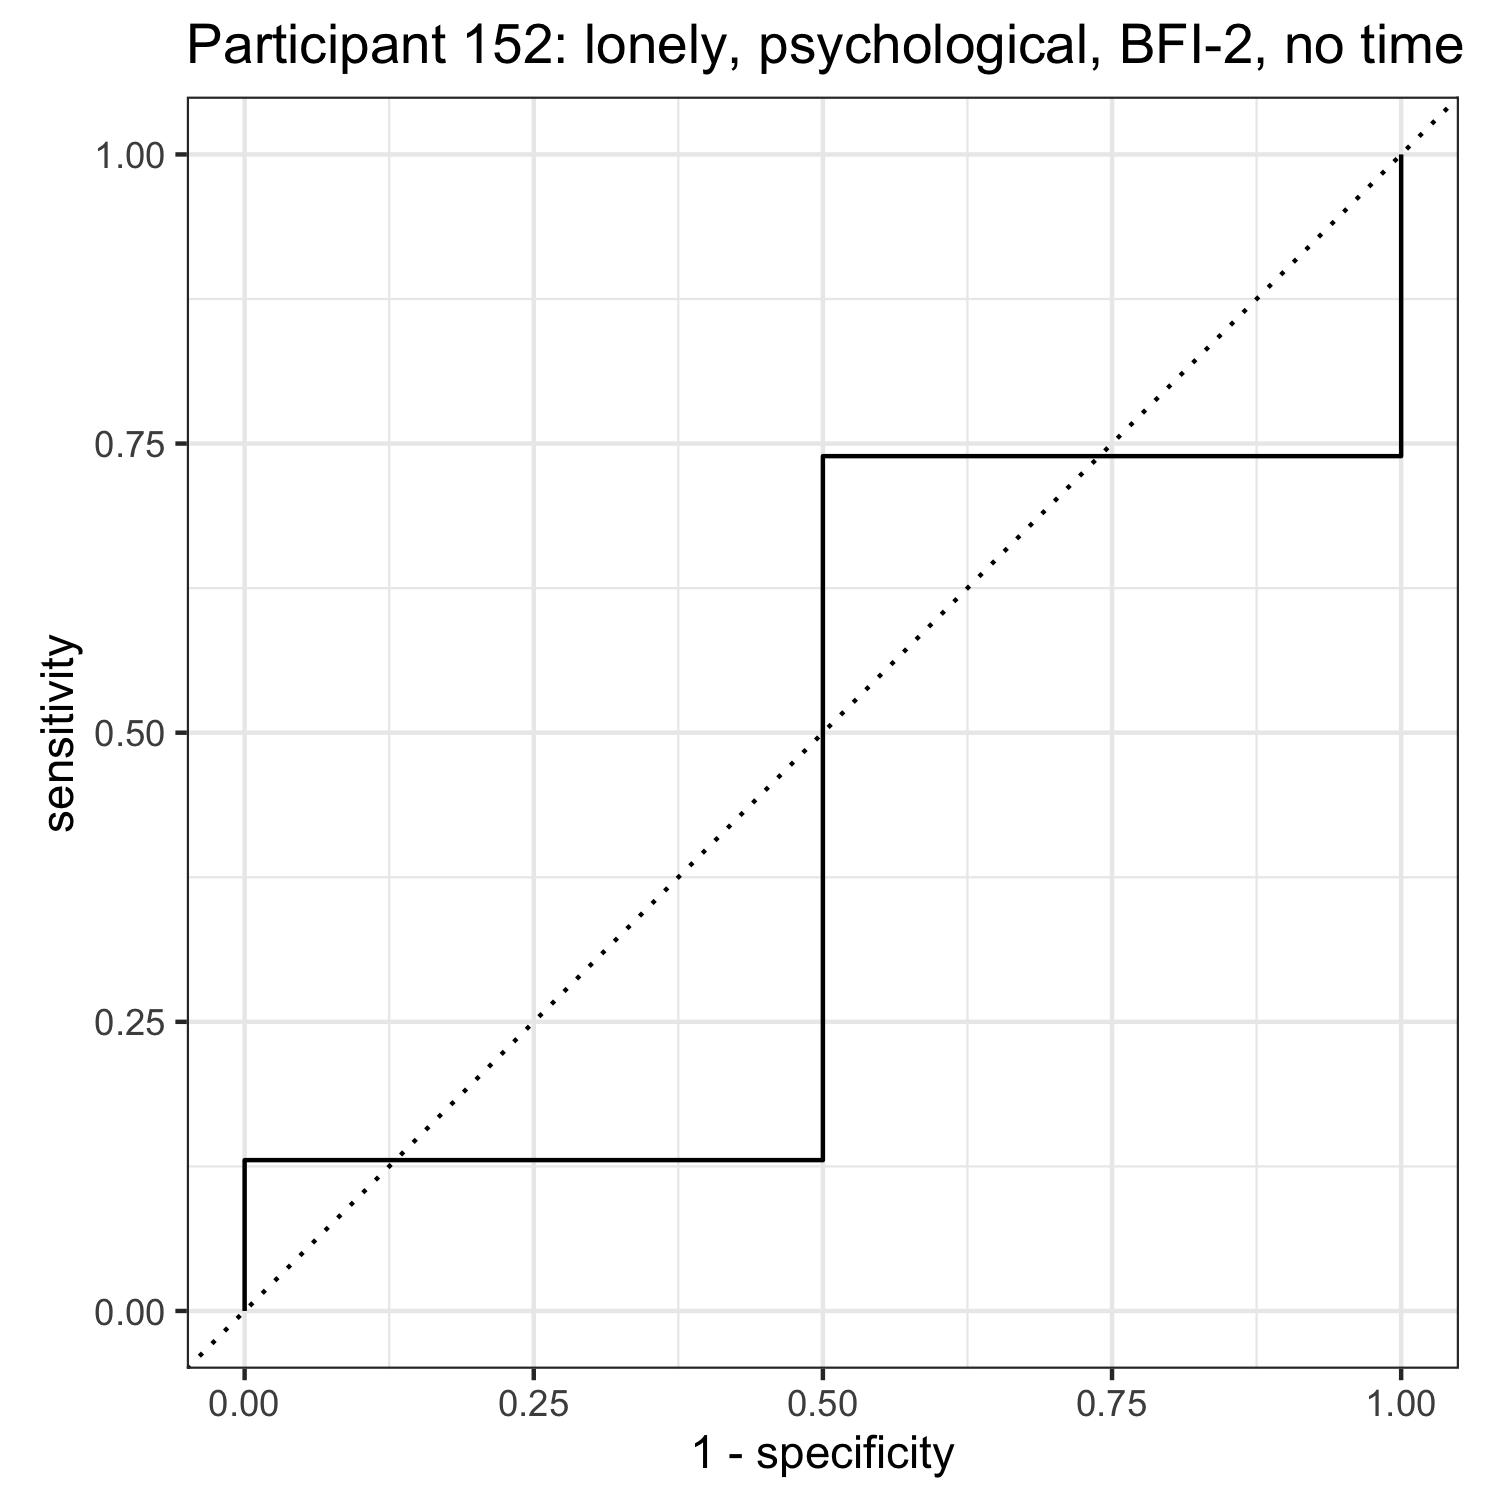 Participant 152: lonely, psychological, BFI-2, no time
1.00
0.75
0.50
0.25
0.00
sensitivity
0.00 0.25 0.50 0.75 1.00
1 - specificity